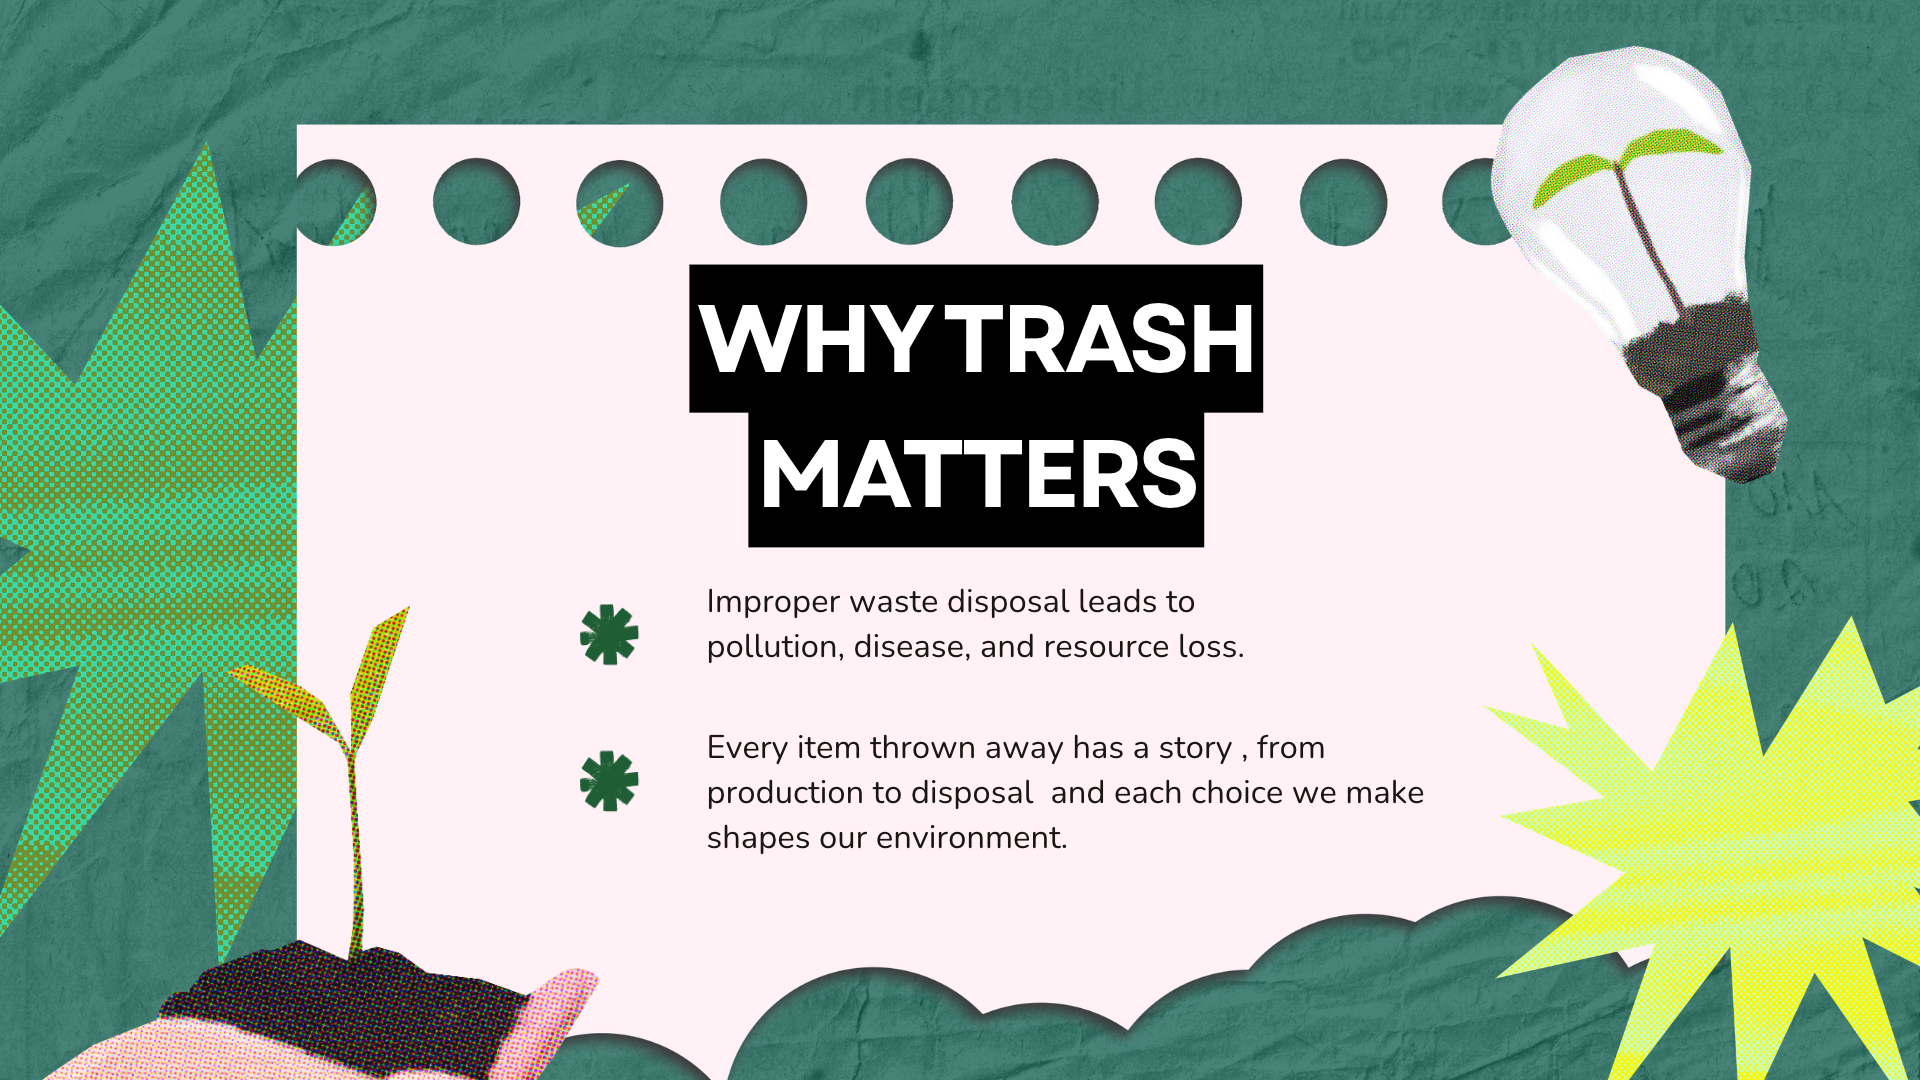 WHY TRASH
MATTERS
Improper waste disposal leads to
pollution, disease, and resource loss.
Every item thrown away has a story , from
production to disposal  and each choice we make
shapes our environment.